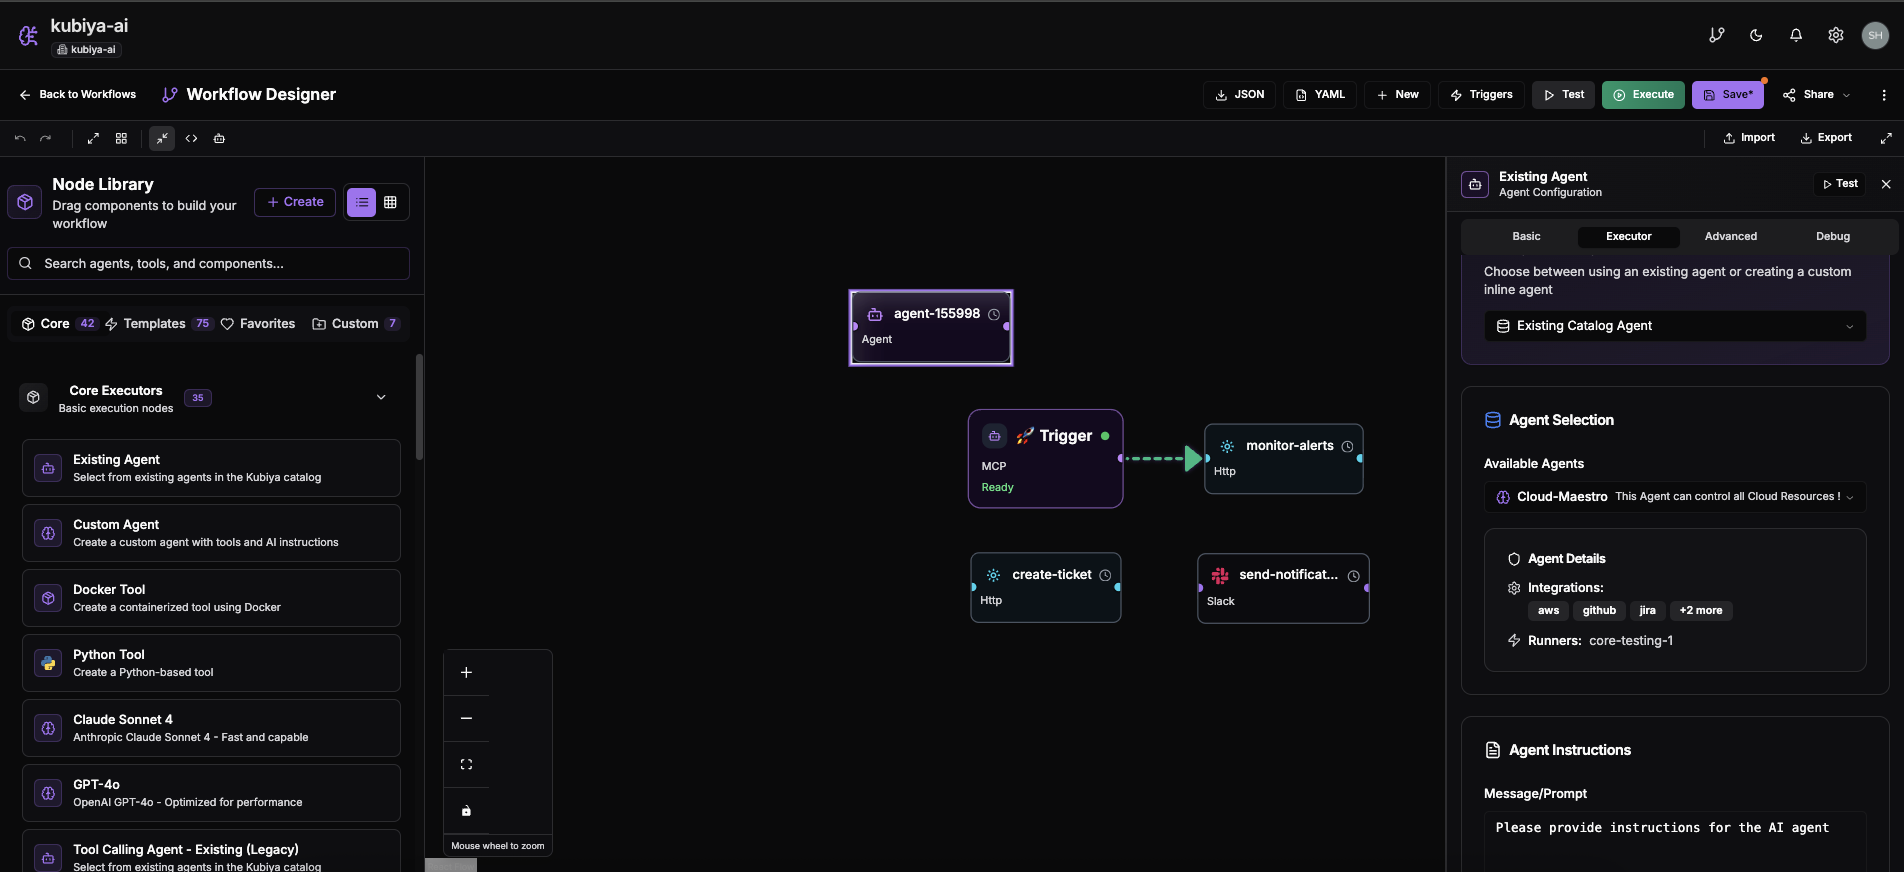 kubiya-ai
kubiya-ai
SH
Back to Workflows
Workflow Designer
JSON
YAML
New
Triggers
Test
Execute
Save*
Share
Import
Export
Node Library
Drag components to build your
workflow
Create
Search agents, tools, and components...
Core 42
Templates 75
Favorites
Custom 7
Core Executors
Basic execution nodes
35
Existing Agent
Select from existing agents in the Kubiya catalog
Custom Agent
Create a custom agent with tools and AI instructions
Docker Tool
Create a containerized tool using Docker
Python Tool
Create a Python-based tool
Claude Sonnet 4
Anthropic Claude Sonnet 4 - Fast and capable
GPT-4o
OpenAI GPT-4o - Optimized for performance
Tool Calling Agent - Existing (Legacy)
Select from existing agents in the Kubiya catalog
agent-155998
Agent
Trigger
MCP
Ready
monitor-alerts
Http
create-ticket
Http
send-notificat...
Slack
Mouse wheel to zoom
Existing Agent
Agent Configuration
Test
Basic
Executor
Advanced
Debug
Choose between using an existing agent or creating a custom
inline agent
Existing Catalog Agent
Agent Selection
Available Agents
Cloud-Maestro This Agent can control all Cloud Resources !
Agent Details
Integrations:
aws github jira +2 more
Runners: core-testing-1
Agent Instructions
Message/Prompt
Please provide instructions for the AI agent